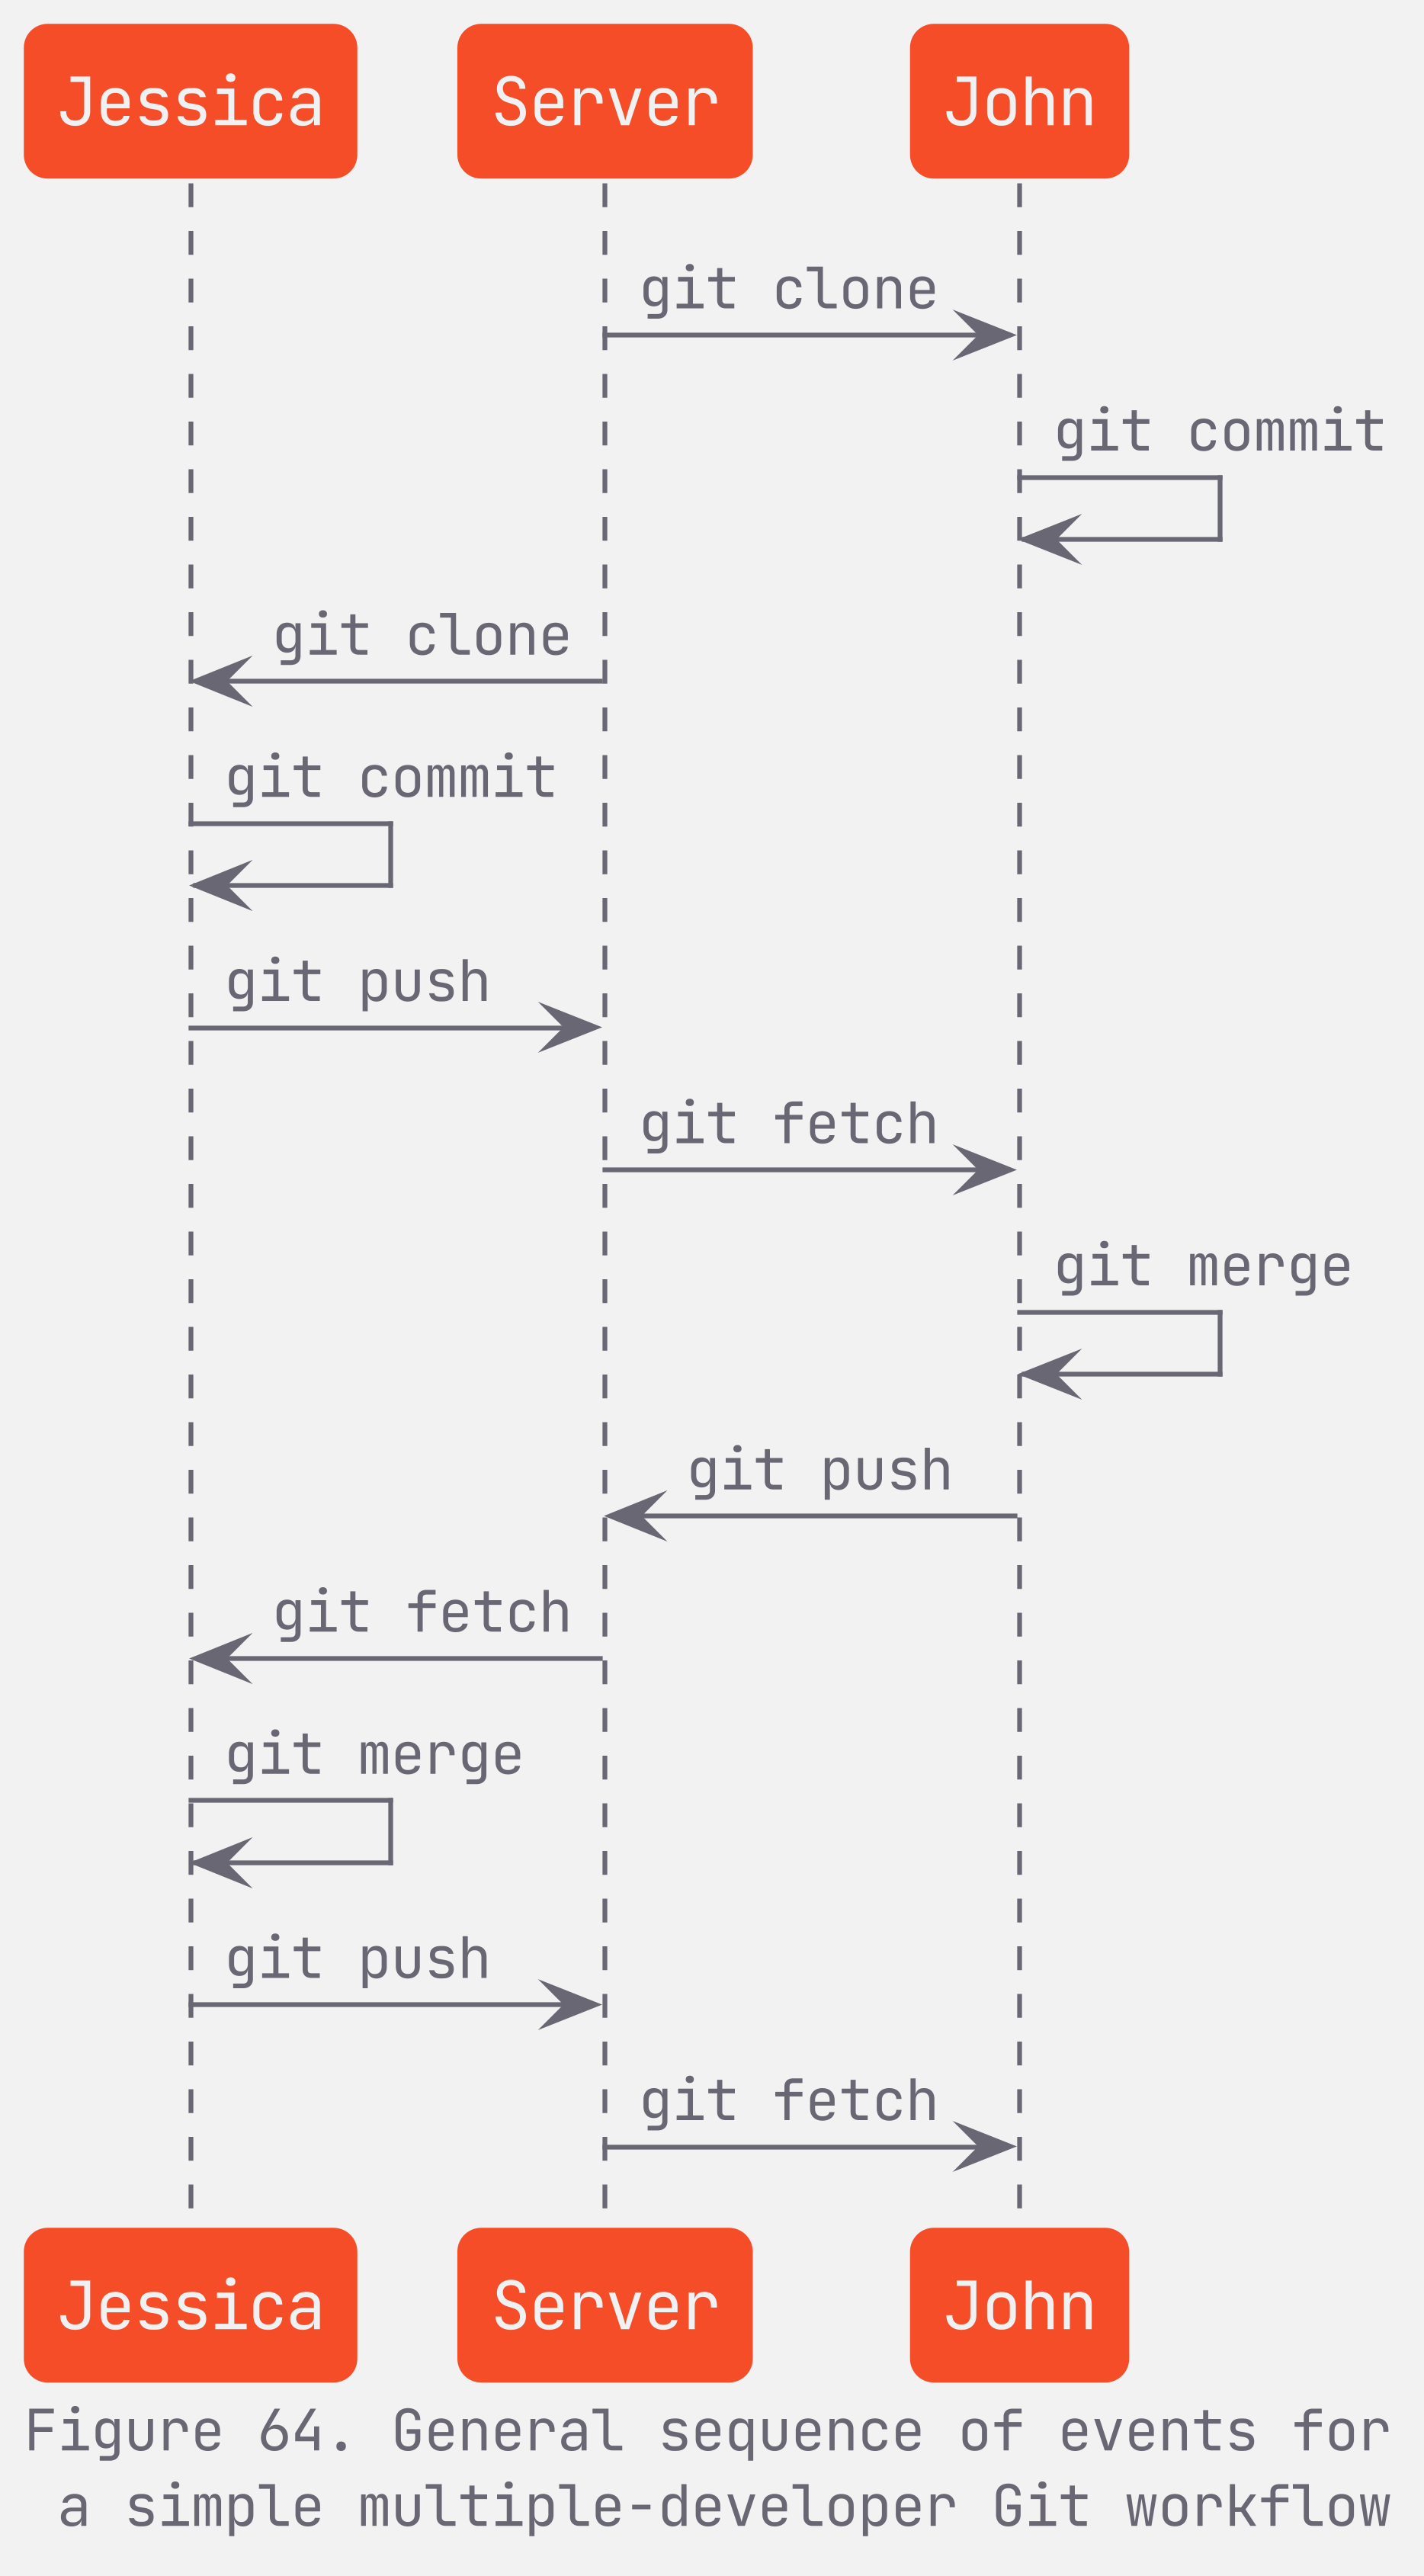 Jessica Server John
git clone
git commit
git clone
git commit
git push
git fetch
git merge
git push
git fetch
git merge
git push
git fetch
Jessica Server John
Figure 64. General sequence of events for
a simple multiple-developer Git workflow